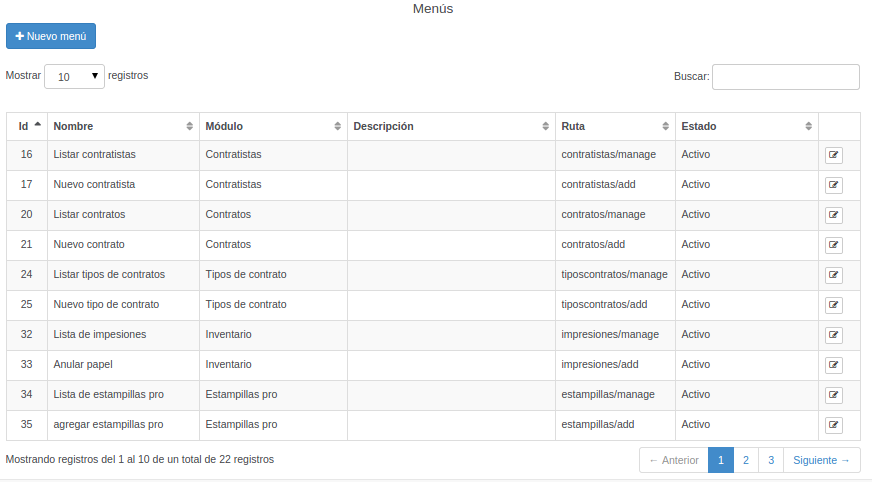 Menús
Nuevo menú
Mostrar 10 registros Buscar:
Id Nombre Módulo Descripción Ruta Estado
16 Listar contratistas Contratistas contratistas/manage Activo
17 Nuevo contratista Contratistas contratistas/add Activo
20 Listar contratos Contratos contratos/manage Activo
21 Nuevo contrato Contratos contratos/add Activo
24 Listar tipos de contratos Tipos de contrato tiposcontratos/manage Activo
25 Nuevo tipo de contrato Tipos de contrato tiposcontratos/add Activo
32 Lista de impesiones Inventario impresiones/manage Activo
33 Anular papel Inventario impresiones/add Activo
34 Lista de estampillas pro Estampillas pro estampillas/manage Activo
35 agregar estampillas pro Estampillas pro estampillas/add Activo
Mostrando registros del 1 al 10 de un total de 22 registros ← Anterior 1 2 3 Siguiente →